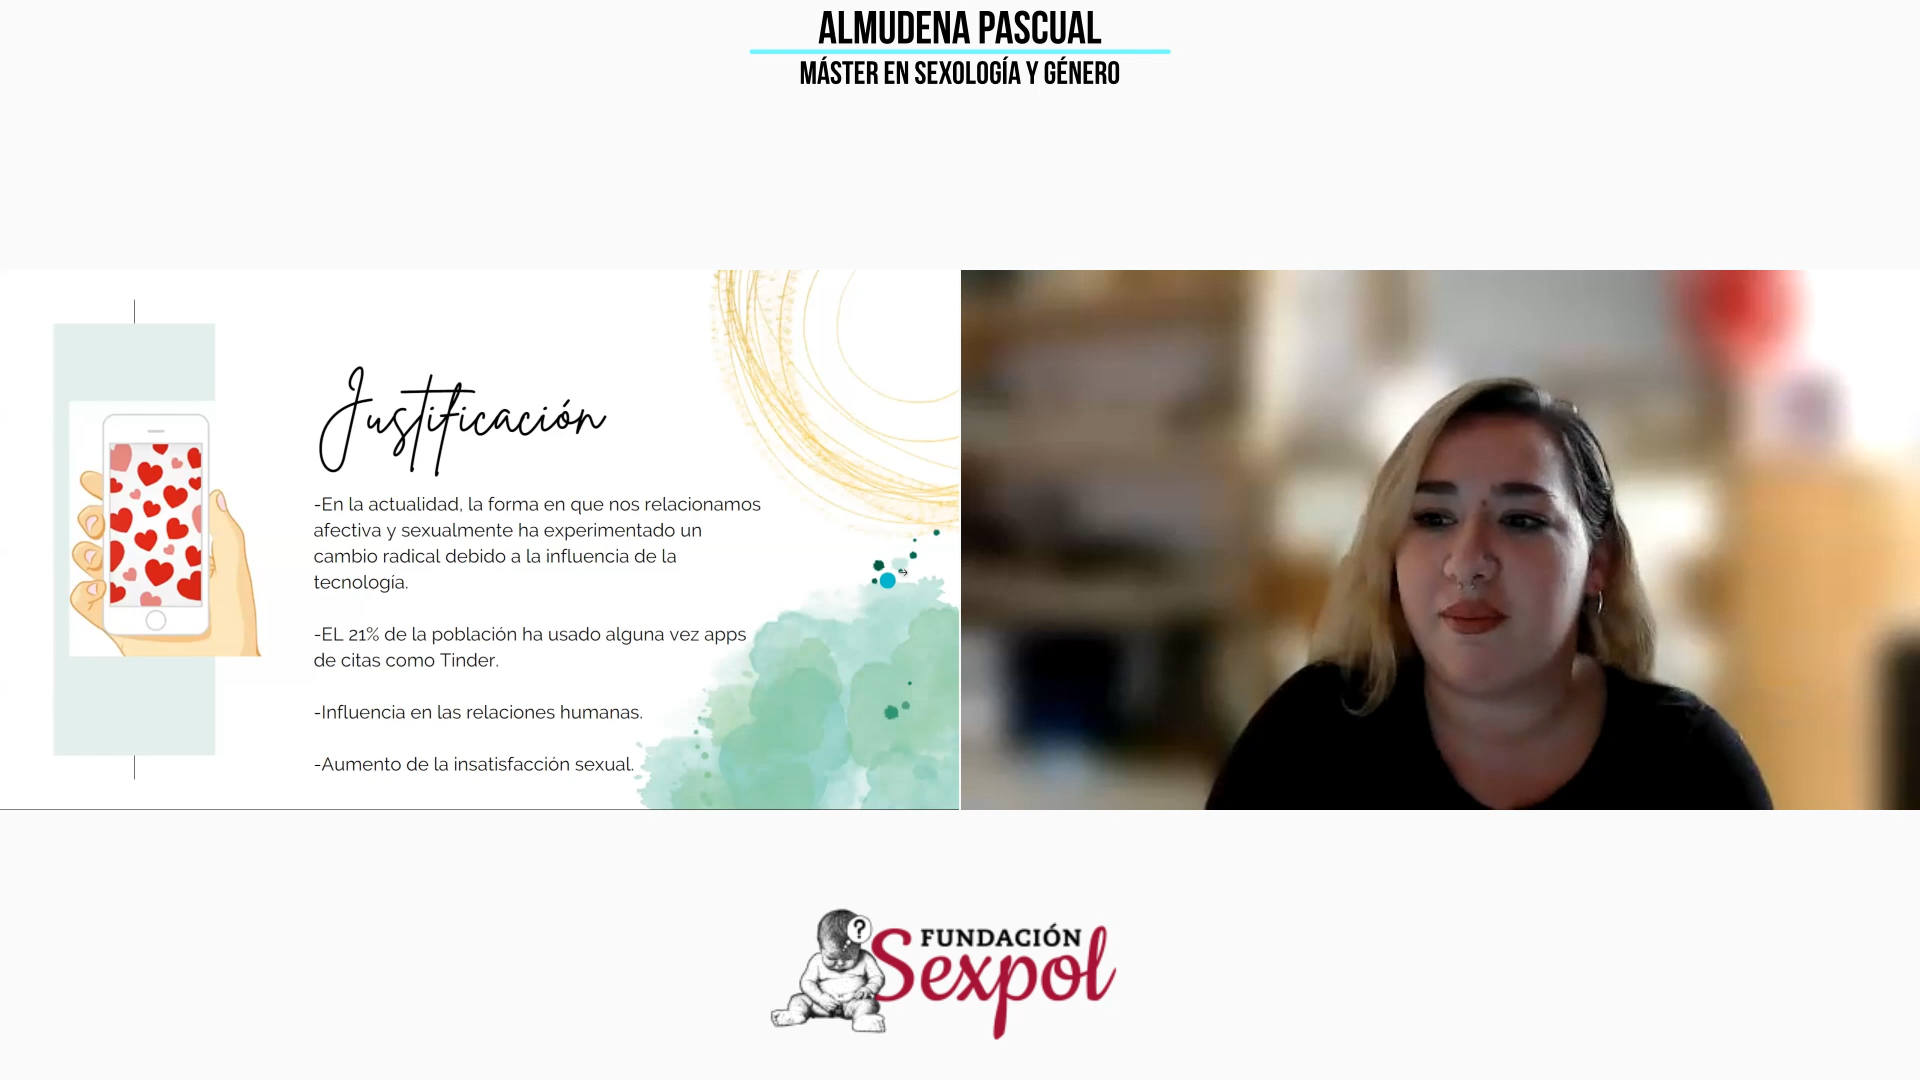 ALMUDENA PASCUAL
MÁSTER EN SEXOLOGÍA Y GÉNERO
Justificación
-En la actualidad, la forma en que nos relacionamos
afectiva y sexualmente ha experimentado un
cambio radical debido a la influencia de la
tecnología.
-EL 21% de la población ha usado alguna vez apps
de citas como Tinder.
-Influencia en las relaciones humanas.
-Aumento de la insatisfacción sexual.
?
FUNDACIÓN
Sexpol